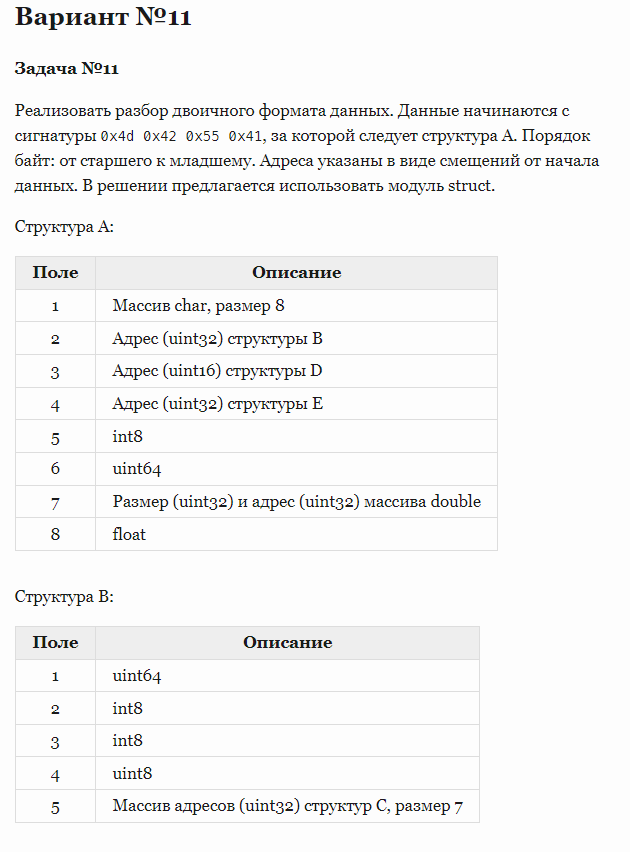 Вариант №11
Задача №11
Реализовать разбор двоичного формата данных. Данные начинаются с
сигнатуры 0x4d 0x42 0x55 0x41, за которой следует структура A. Порядок
байт: от старшего к младшему. Адреса указаны в виде смещений от начала
данных. В решении предлагается использовать модуль struct.
Структура A:
Поле Описание
1 Массив char, размер 8
2 Адрес (uint32) структуры B
3 Адрес (uint16) структуры D
4 Адрес (uint32) структуры E
5 int8
6 uint64
7 Размер (uint32) и адрес (uint32) массива double
8 float
Структура B:
Поле Описание
1 uint64
2 int8
3 int8
4 uint8
5 Массив адресов (uint32) структур C, размер 7